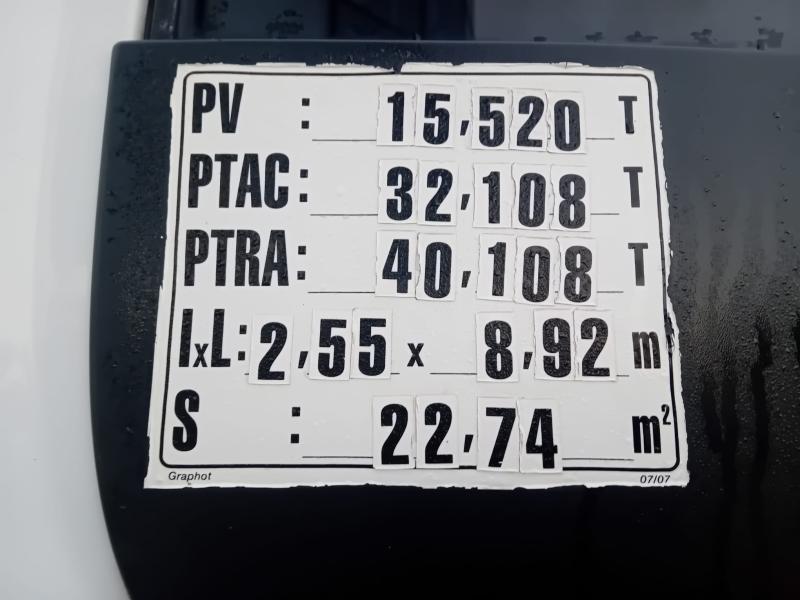 PV : 15,520 T
PTAC : 32,108 T
PTRA : 40,108 T
lxL : 2,55 x 8,92 m
S : 22,74 m²
Graphot 07/07